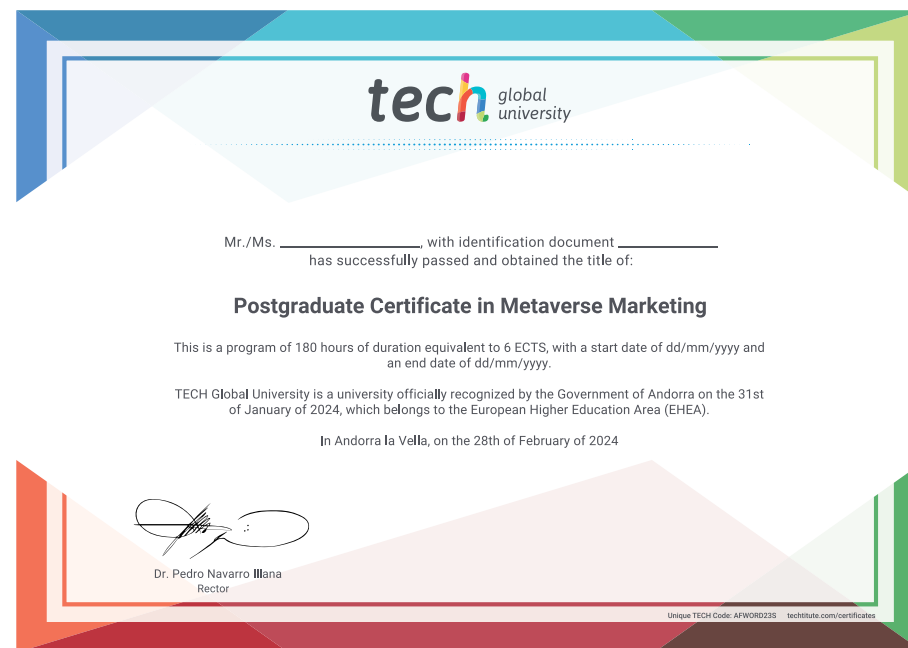 tech global
university
Mr./Ms. ____________, with identification document ____________
has successfully passed and obtained the title of:
Postgraduate Certificate in Metaverse Marketing
This is a program of 180 hours of duration equivalent to 6 ECTS, with a start date of dd/mm/yyyy and
an end date of dd/mm/yyyy.
TECH Global University is a university officially recognized by the Government of Andorra on the 31st
of January of 2024, which belongs to the European Higher Education Area (EHEA).
In Andorra la Vella, on the 28th of February of 2024
Dr. Pedro Navarro Illana
Rector
Unique TECH Code: AFWORD23S techtitute.com/certificates